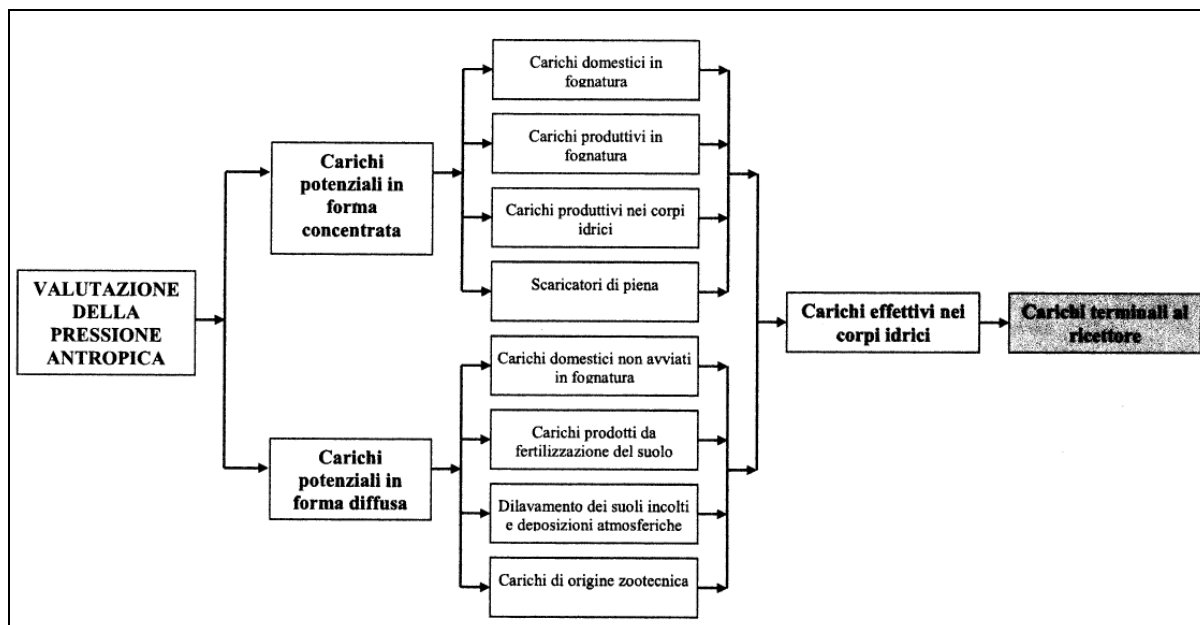 VALUTAZIONE
DELLA
PRESSIONE
ANTROPICA
Carichi
potenziali in
forma
concentrata
Carichi domestici in
fognatura
Carichi produttivi in
fognatura
Carichi produttivi nei corpi
idrici
Scaricatori di piena
Carichi
potenziali in
forma diffusa
Carichi domestici non avviati
in fognatura
Carichi prodotti da
fertilizzazione del suolo
Dilavamento dei suoli incolti
e deposizioni atmosferiche
Carichi di origine zootecnica
Carichi effettivi nei
corpi idrici
Carichi terminali al
ricettore